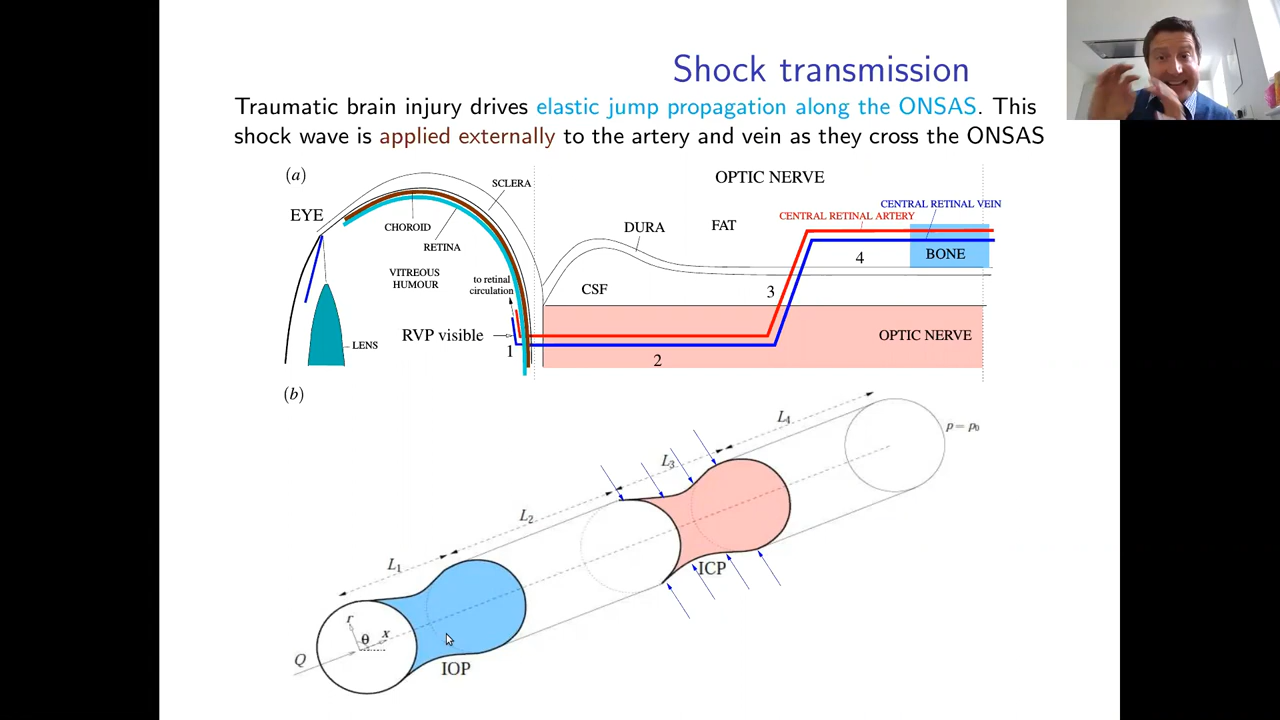 Shock transmission
Traumatic brain injury drives elastic jump propagation along the ONSAS. This
shock wave is applied externally to the artery and vein as they cross the ONSAS
(a)
EYE
SCLERA
CHOROID
RETINA
VITREOUS
HUMOUR
to retinal
circulation
RVP visible
1
LENS
OPTIC NERVE
DURA
FAT
CENTRAL RETINAL VEIN
CENTRAL RETINAL ARTERY
4
BONE
CSF
3
OPTIC NERVE
2
(b)
L4
p = p0
L3
L2
ICP
L1
r
θ
x
Q
IOP